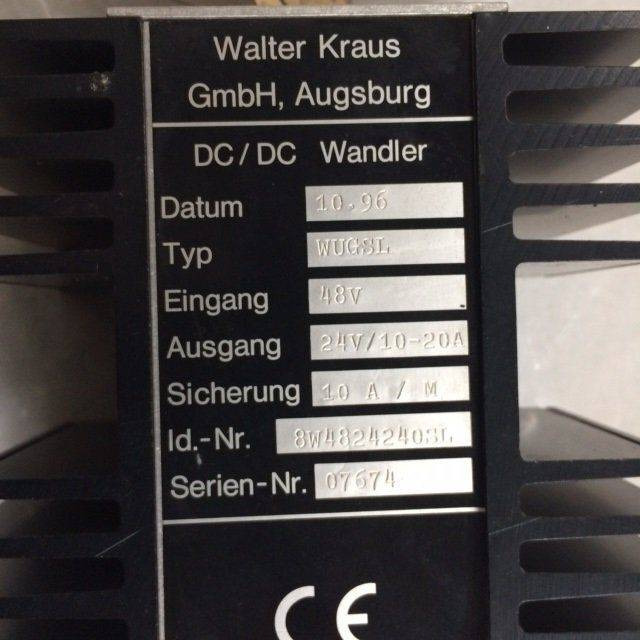 Walter Kraus
GmbH, Augsburg
DC / DC Wandler
Datum 10.96
Typ WUGSL
Eingang 48V
Ausgang 24V/10-20A
Sicherung 10 A / M
Id.-Nr. 8W4824240SL
Serien-Nr. 07674
CE